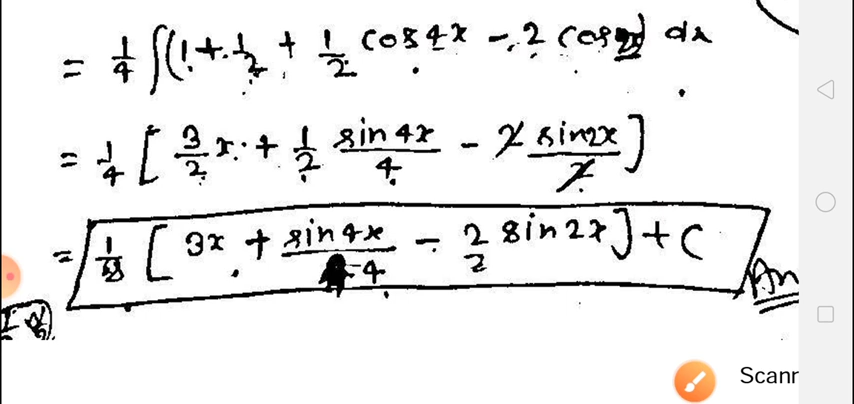 = 1/4 ∫(1 + 1/2 + 1/2 cos 4x - 2 cos 2x) dx
= 1/4 [ 3/2 x + 1/2 sin 4x/4 - 2 sin 2x/2 ]
= 1/8 [ 3x + sin 4x/4 - 2/2 sin 2x ] + C
Ans
Scanr